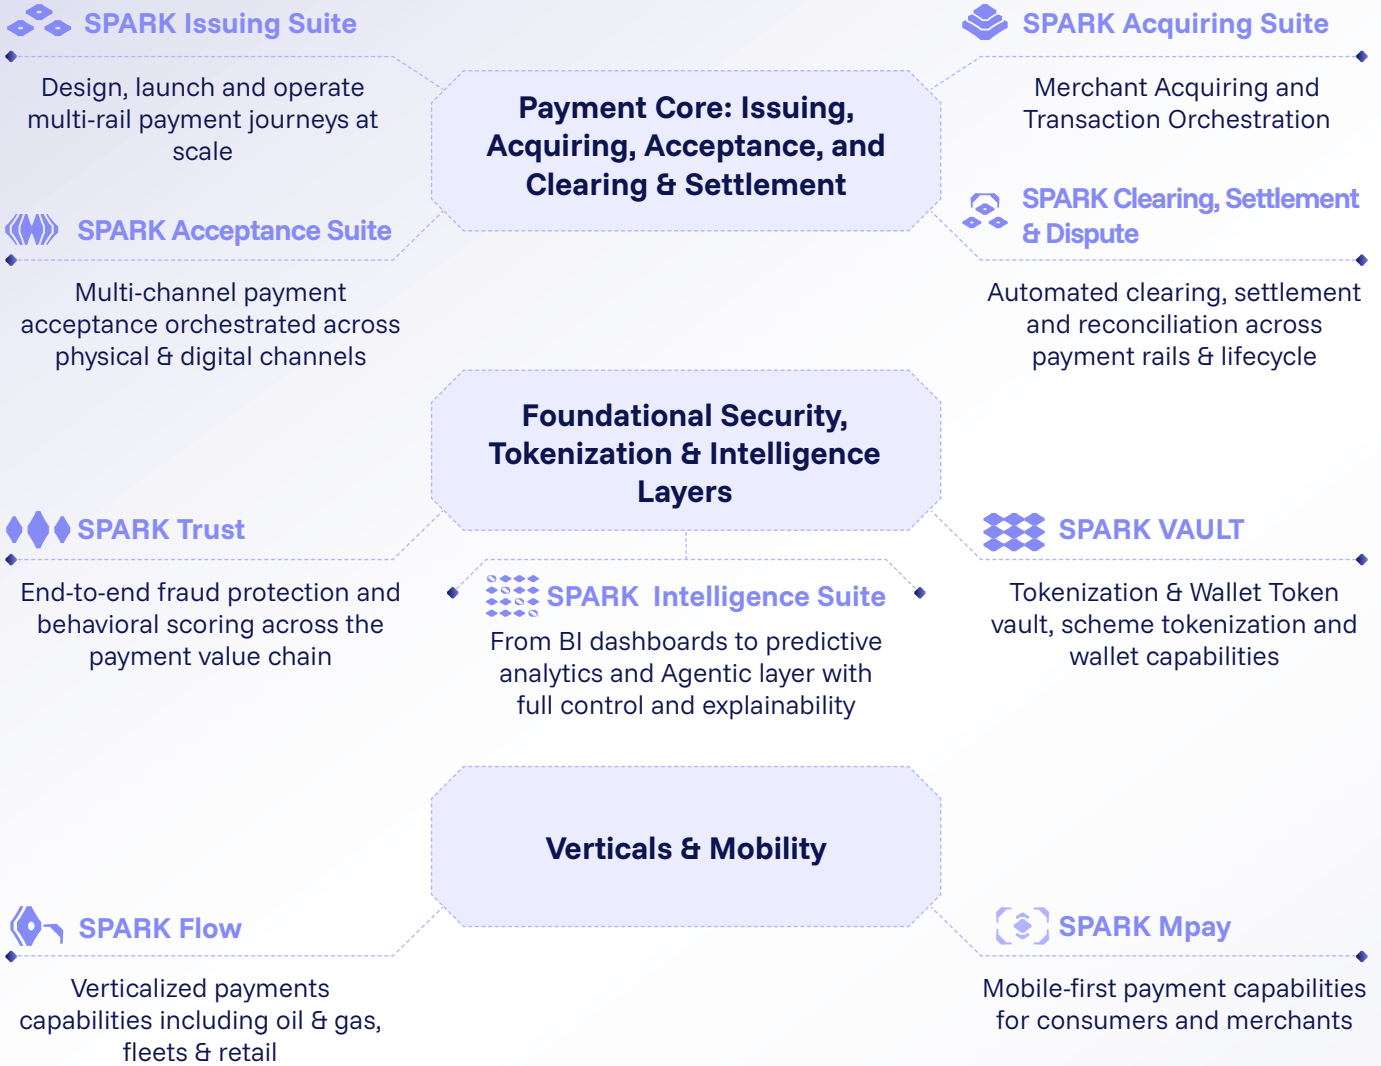 SPARK Issuing Suite
Design, launch and operate
multi-rail payment journeys at
scale
SPARK Acquiring Suite
Merchant Acquiring and
Transaction Orchestration
Payment Core: Issuing,
Acquiring, Acceptance, and
Clearing & Settlement
SPARK Acceptance Suite
Multi-channel payment
acceptance orchestrated across
physical & digital channels
SPARK Clearing, Settlement
& Dispute
Automated clearing, settlement
and reconciliation across
payment rails & lifecycle
Foundational Security,
Tokenization & Intelligence
Layers
SPARK Trust
End-to-end fraud protection and
behavioral scoring across the
payment value chain
SPARK Intelligence Suite
From BI dashboards to predictive
analytics and Agentic layer with
full control and explainability
SPARK VAULT
Tokenization & Wallet Token
vault, scheme tokenization and
wallet capabilities
Verticals & Mobility
SPARK Flow
Verticalized payments
capabilities including oil & gas,
fleets & retail
SPARK Mpay
Mobile-first payment capabilities
for consumers and merchants